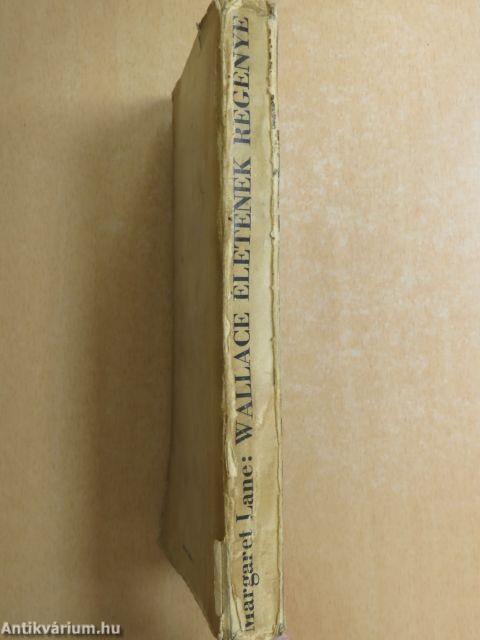 Margaret Lane: WALLACE ÉLETÉNEK REGÉNYE
Antikvárium.hu